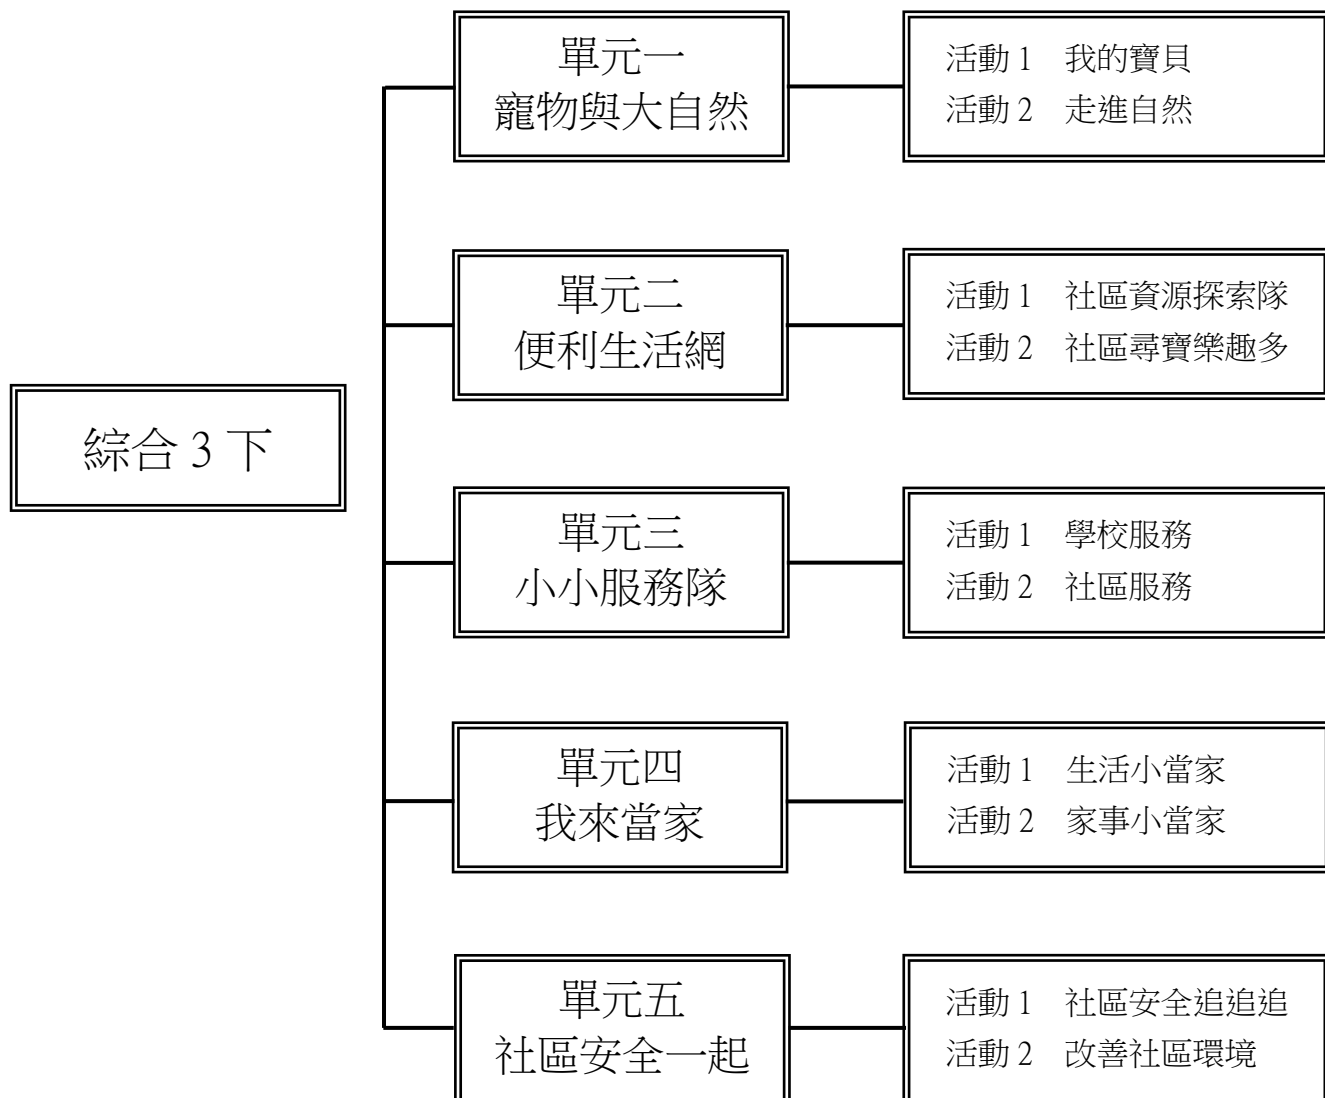 綜合 3 下
單元一
寵物與大自然
活動 1　我的寶貝
活動 2　走進自然
單元二
便利生活網
活動 1　社區資源探索隊
活動 2　社區尋寶樂趣多
單元三
小小服務隊
活動 1　學校服務
活動 2　社區服務
單元四
我來當家
活動 1　生活小當家
活動 2　家事小當家
單元五
社區安全一起
活動 1　社區安全追追追
活動 2　改善社區環境